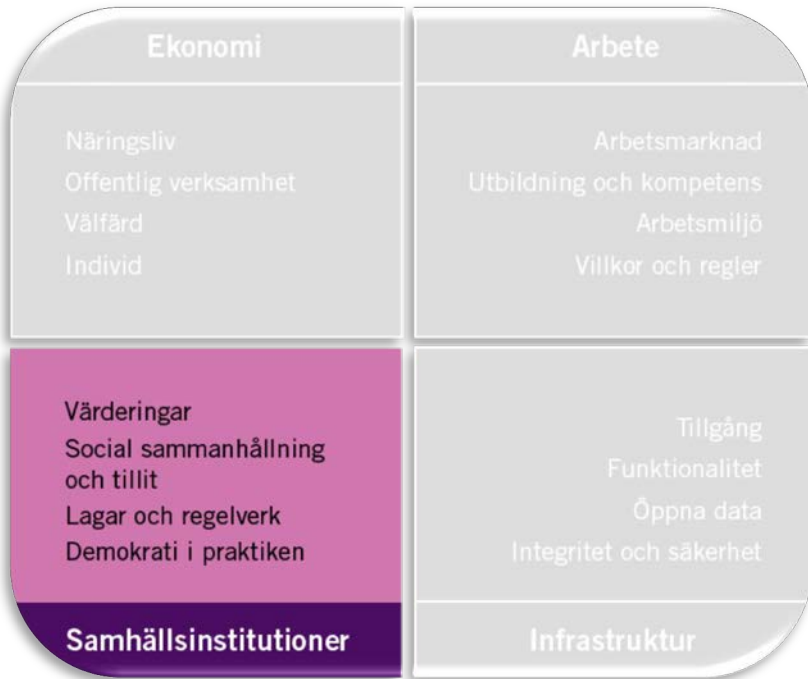 Ekonomi
Näringsliv
Offentlig verksamhet
Välfärd
Individ
Arbete
Arbetsmarknad
Utbildning och kompetens
Arbetsmiljö
Villkor och regler
Värderingar
Social sammanhållning
och tillit
Lagar och regelverk
Demokrati i praktiken
Samhällsinstitutioner
Tillgång
Funktionalitet
Öppna data
Integritet och säkerhet
Infrastruktur